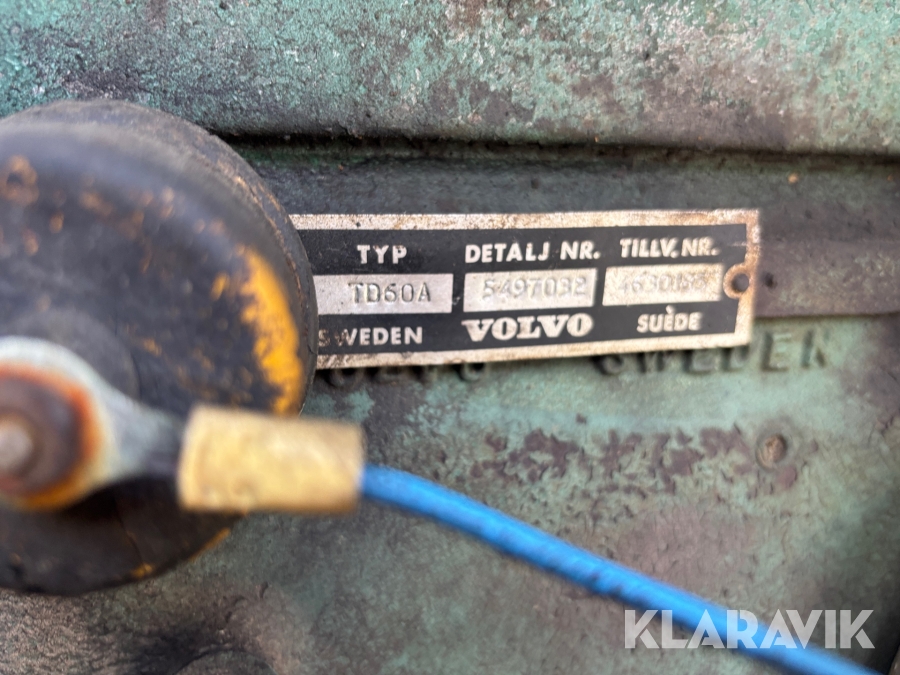 TYP DETALJ NR. TILLV. NR.
TD60A 5497032
SWEDEN VOLVO SUÈDE
SWEDEN
KLARAVIK